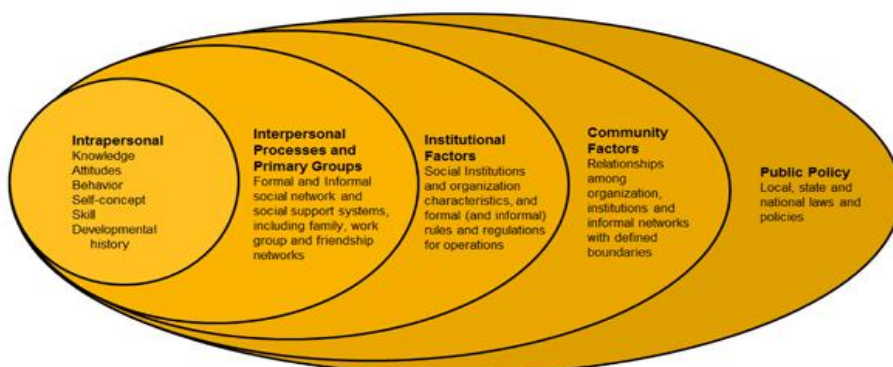 Intrapersonal
Knowledge
Attitudes
Behavior
Self-concept
Skill
Developmental
history
Interpersonal
Processes and
Primary Groups
Formal and Informal
social network and
social support systems,
including family, work
group and friendship
networks
Institutional
Factors
Social Institutions
and organization
characteristics, and
formal (and informal)
rules and regulations
for operations
Community
Factors
Relationships
among
organization,
institutions and
informal networks
with defined
boundaries
Public Policy
Local, state and
national laws and
policies